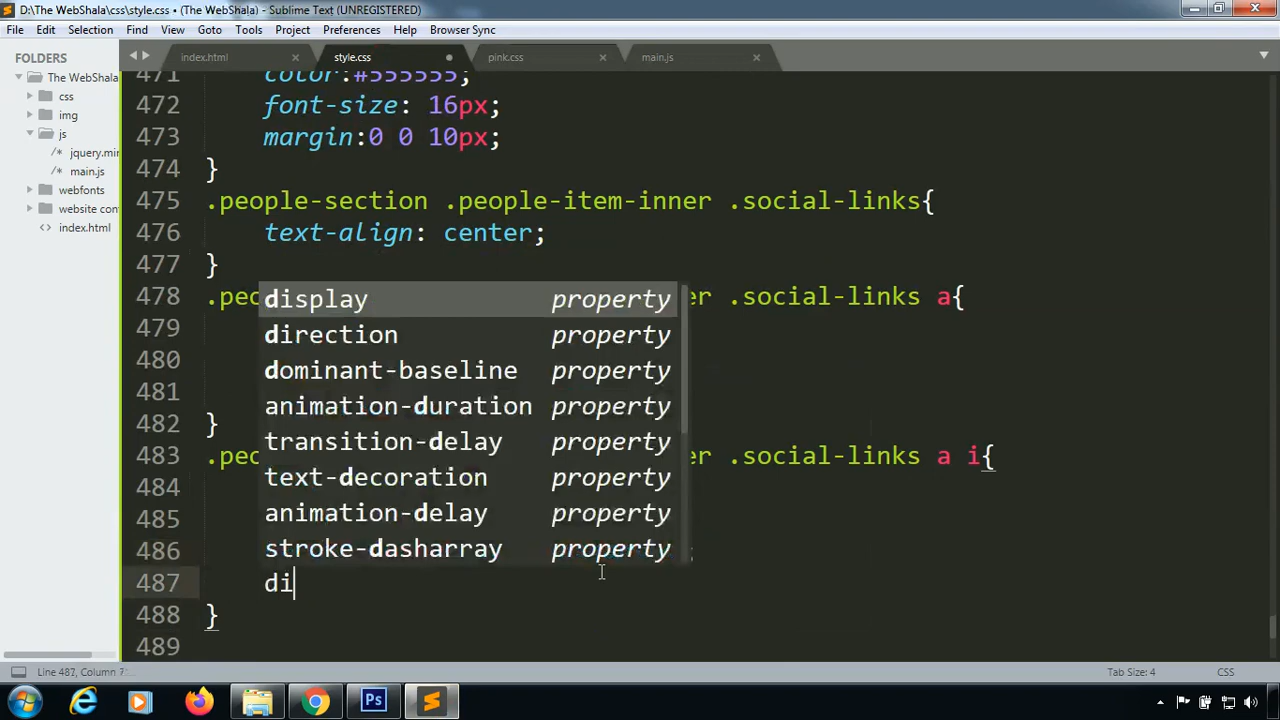 D:\The WebShala\css\style.css • (The WebShala) - Sublime Text (UNREGISTERED)
File Edit Selection Find View Goto Tools Project Preferences Help Browser Sync
FOLDERS
The WebShala
css
img
js
/* jquery.min
/* main.js
webfonts
website con
<> index.html
index.html style.css pink.css main.js
471 color:#555555;
472 font-size: 16px;
473 margin:0 0 10px;
474 }
475 .people-section .people-item-inner .social-links{
476 text-align: center;
477 }
478 .peo er .social-links a{
479
480
481
482 }
483 .peo er .social-links a i{
484
485
486 ;
487 di
488 }
489
display property
direction property
dominant-baseline property
animation-duration property
transition-delay property
text-decoration property
animation-delay property
stroke-dasharray property
Line 487, Column 7
Tab Size: 4 CSS
Ps